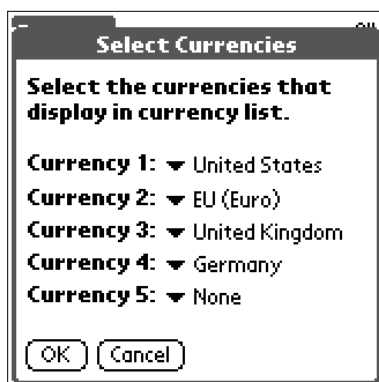 Select Currencies
Select the currencies that
display in currency list.
Currency 1: United States
Currency 2: EU (Euro)
Currency 3: United Kingdom
Currency 4: Germany
Currency 5: None
OK Cancel